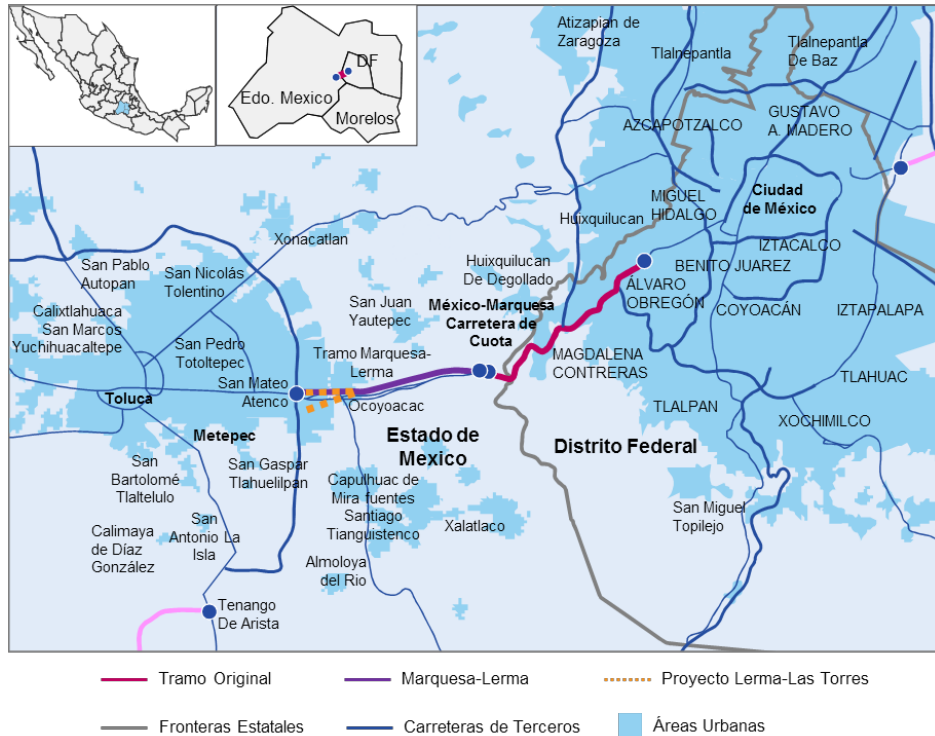 DF
Edo. Mexico
Morelos
Atizapian de
Zaragoza
Tlalnepantla
Tlalnepantla
De Baz
AZCAPOTZALCO
GUSTAVO
A. MADERO
MIGUEL
HIDALGO
Ciudad
de México
Huixquilucan
Xonacatlan
IZTACALCO
San Pablo
Autopan
San Nicolás
Tolentino
Huixquilucan
De Degollado
BENITO JUAREZ
ÁLVARO
OBREGÓN
COYOACÁN
IZTAPALAPA
Calixtlahuaca
San Marcos
Yuchihuacaltepe
San Juan
Yautepec
México-Marquesa
Carretera de
Cuota
San Pedro
Totoltepec
Tramo Marquesa-
Lerma
MAGDALENA
CONTRERAS
TLAHUAC
San Mateo
Atenco
Toluca
Ocoyoacac
TLALPAN
XOCHIMILCO
Metepec
Estado de
Mexico
Distrito Federal
San
Bartolomé
Tlaltelulo
San Gaspar
Tlahuelilpan
Capulhuac de
Mira fuentes
Santiago
Tianguistenco
Xalatlaco
San Miguel
Topilejo
Calimaya
de Díaz
González
San
Antonio La
Isla
Almoloya
del Rio
Tenango
De Arista
Tramo Original
Marquesa-Lerma
Proyecto Lerma-Las Torres
Fronteras Estatales
Carreteras de Terceros
Áreas Urbanas